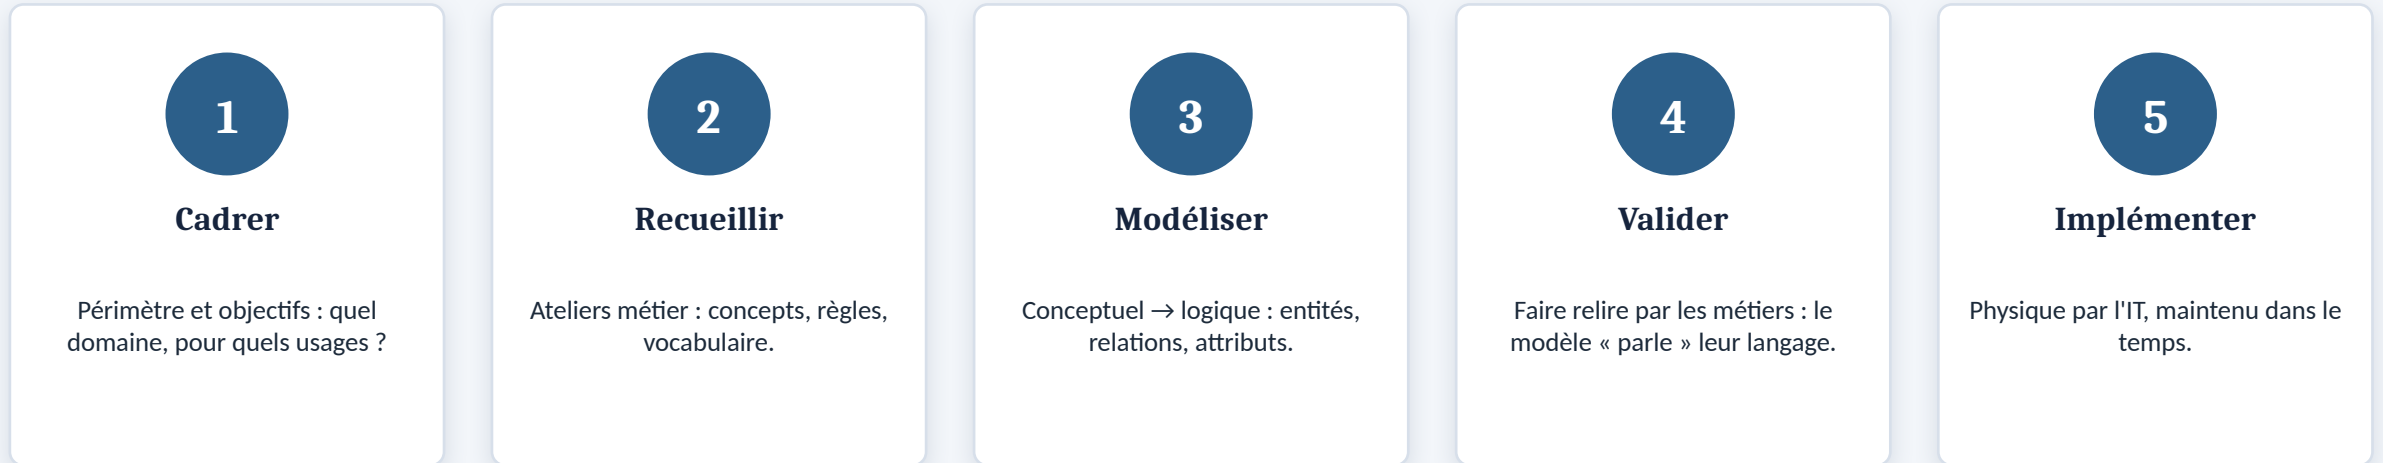 1
Cadrer
Périmètre et objectifs : quel
domaine, pour quels usages ?
2
Recueillir
Ateliers métier : concepts, règles,
vocabulaire.
3
Modéliser
Conceptuel → logique : entités,
relations, attributs.
4
Valider
Faire relire par les métiers : le
modèle « parle » leur langage.
5
Implémenter
Physique par l'IT, maintenu dans le
temps.